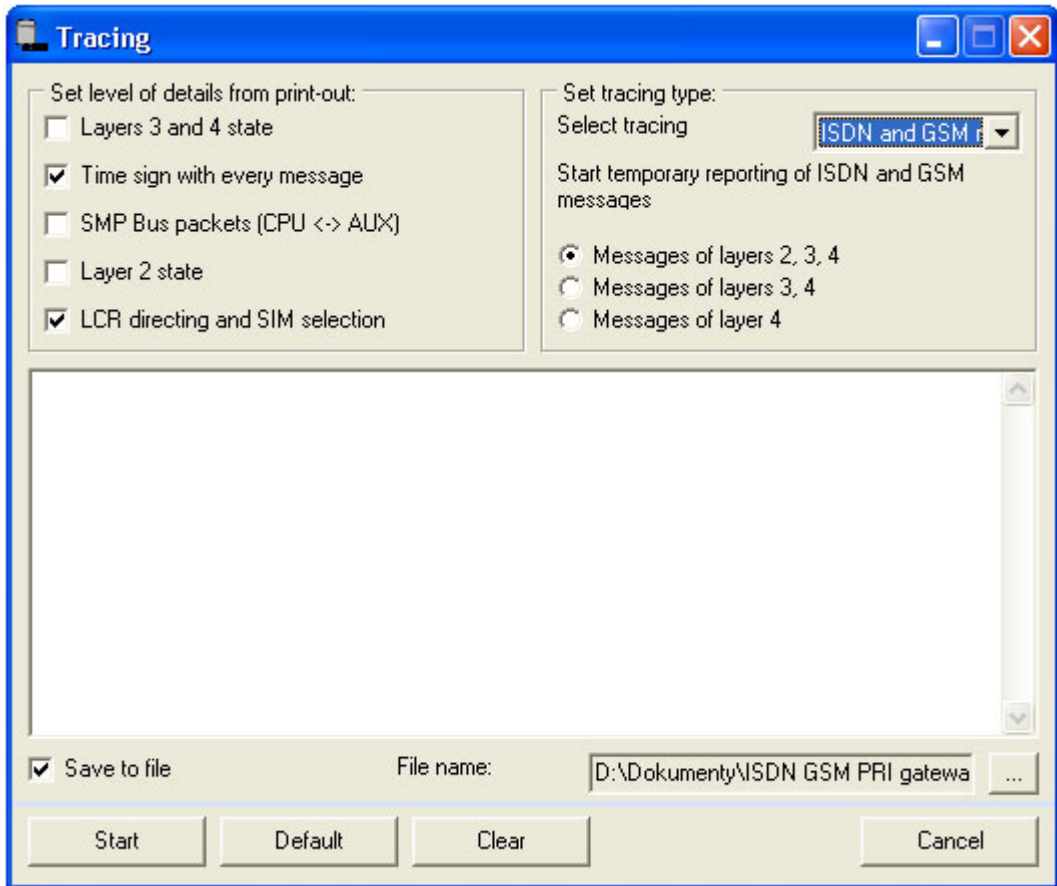 Tracing
Set level of details from print-out:
Layers 3 and 4 state
Time sign with every message
SMP Bus packets (CPU <-> AUX)
Layer 2 state
LCR directing and SIM selection
Set tracing type:
Select tracing
ISDN and GSM
Start temporary reporting of ISDN and GSM
messages
Messages of layers 2, 3, 4
Messages of layers 3, 4
Messages of layer 4
Save to file
File name:
D:\Dokumenty\ISDN GSM PRI gatewa
...
Start
Default
Clear
Cancel